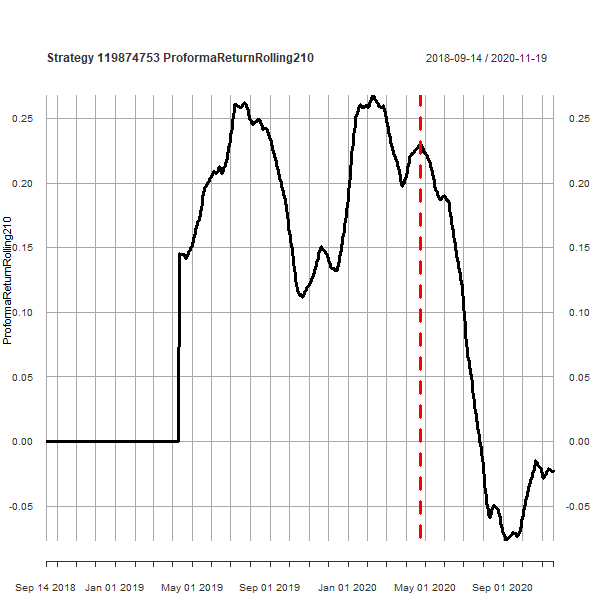 Strategy 119874753 ProformaReturnRolling210
2018-09-14 / 2020-11-19
ProformaReturnRolling210
0.25 0.25
0.20 0.20
0.15 0.15
0.10 0.10
0.05 0.05
0.00 0.00
-0.05 -0.05
Sep 14 2018 Jan 01 2019 May 01 2019 Sep 01 2019 Jan 01 2020 May 01 2020 Sep 01 2020